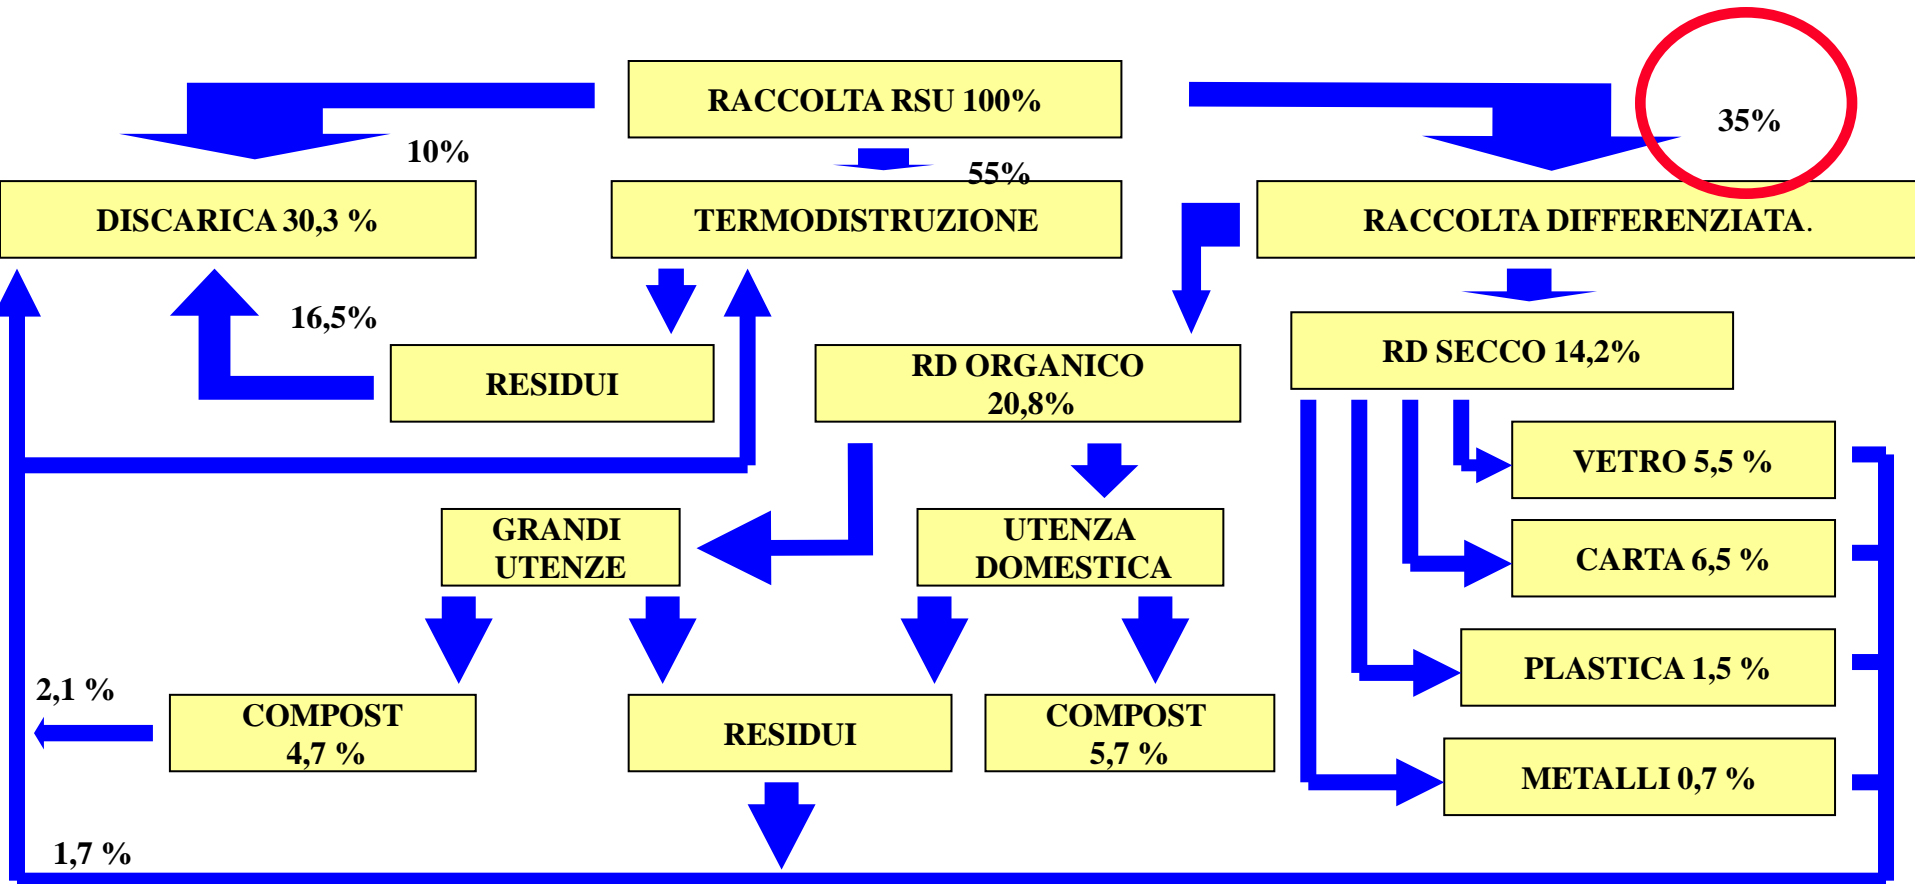 RACCOLTA RSU 100%
35%
10%
55%
DISCARICA 30,3 %
TERMODISTRUZIONE
RACCOLTA DIFFERENZIATA.
16,5%
RESIDUI
RD ORGANICO
20,8%
RD SECCO 14,2%
VETRO 5,5 %
GRANDI
UTENZE
UTENZA
DOMESTICA
CARTA 6,5 %
PLASTICA 1,5 %
2,1 %
COMPOST
4,7 %
RESIDUI
COMPOST
5,7 %
METALLI 0,7 %
1,7 %